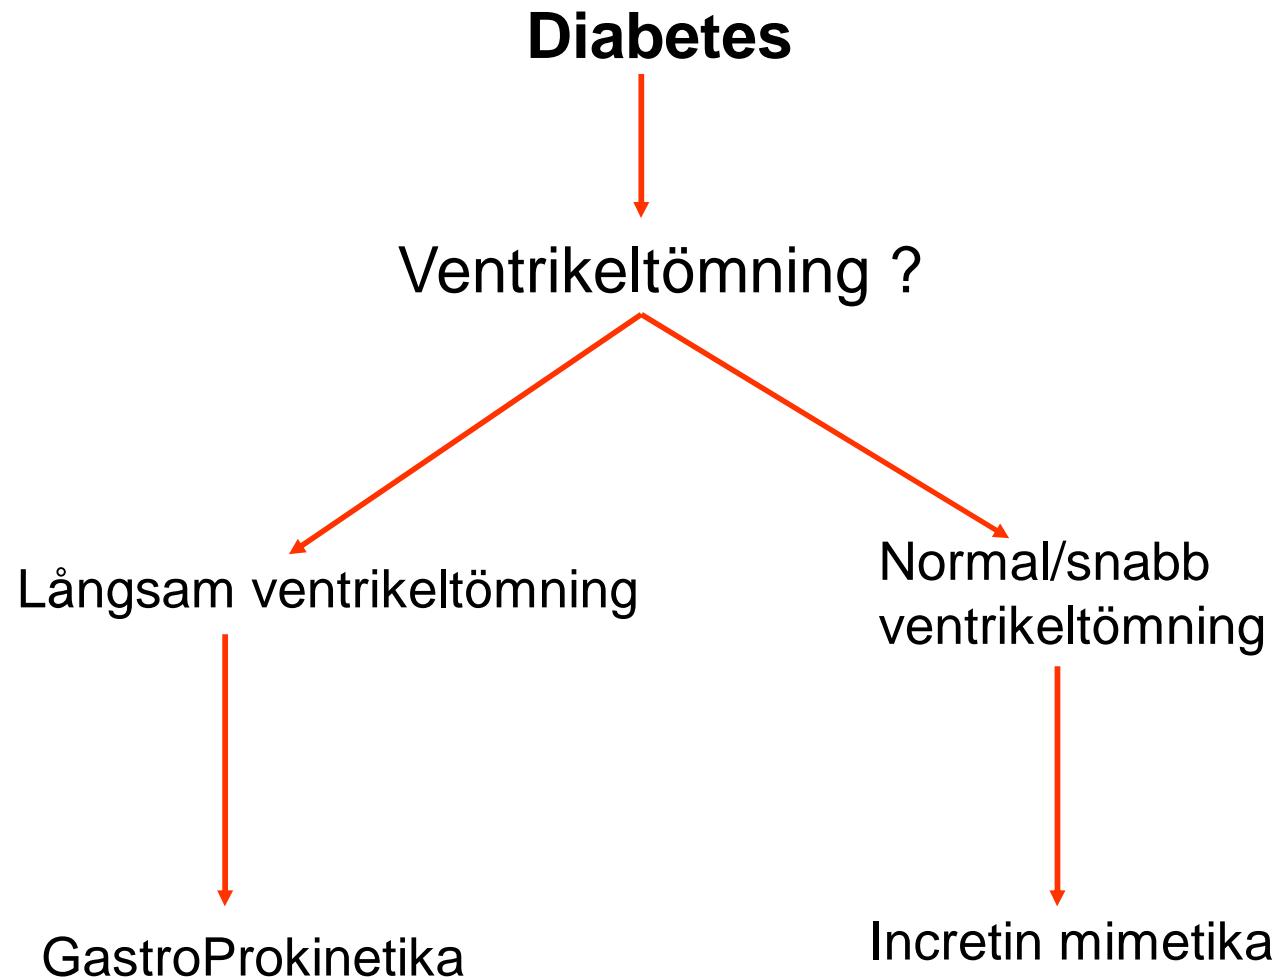 Diabetes
Ventrikeltömning ?
Långsam ventrikeltömning
Normal/snabb
ventrikeltömning
GastroProkinetika
Incretin mimetika